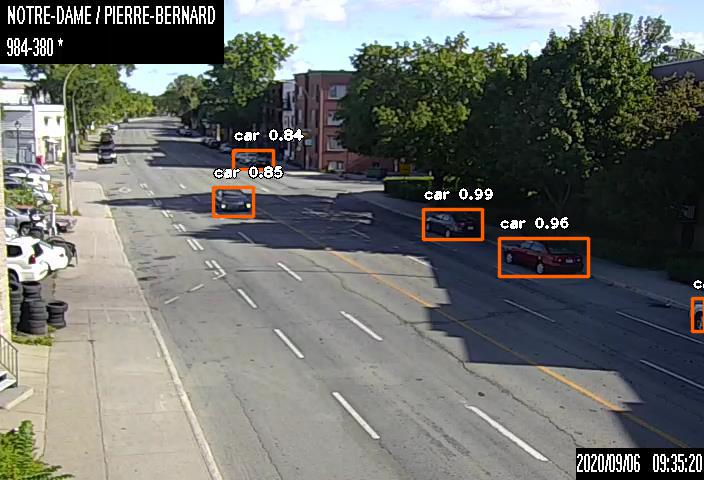 NOTRE-DAME / PIERRE-BERNARD
984-380 *
car 0.84
car 0.85
car 0.99
car 0.96
2020/09/06 09:35:20